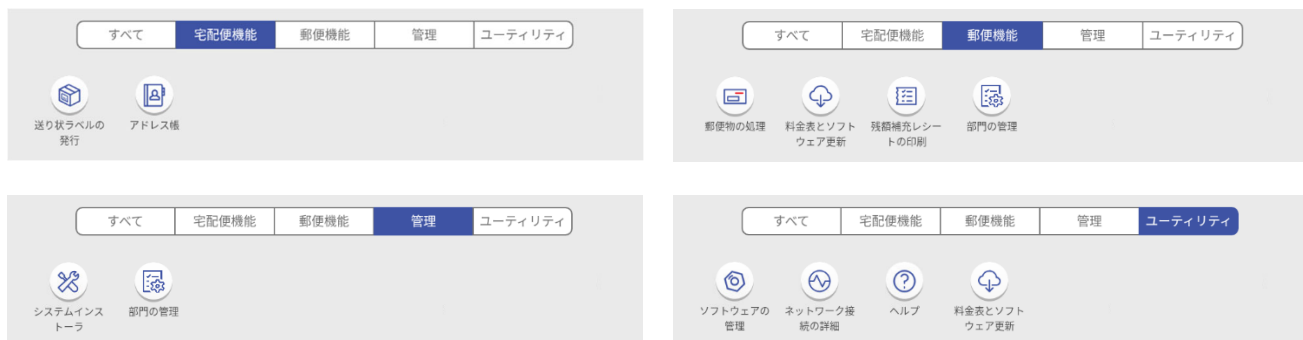 すべて 宅配便機能 郵便機能 管理 ユーティリティ
送り状ラベルの
発行
アドレス帳
すべて 宅配便機能 郵便機能 管理 ユーティリティ
郵便物の処理
料金表とソフト
ウェア更新
残額補充レシー
トの印刷
部門の管理
すべて 宅配便機能 郵便機能 管理 ユーティリティ
システムインス
トーラ
部門の管理
すべて 宅配便機能 郵便機能 管理 ユーティリティ
ソフトウェアの
管理
ネットワーク接
続の詳細
ヘルプ
料金表とソフト
ウェア更新